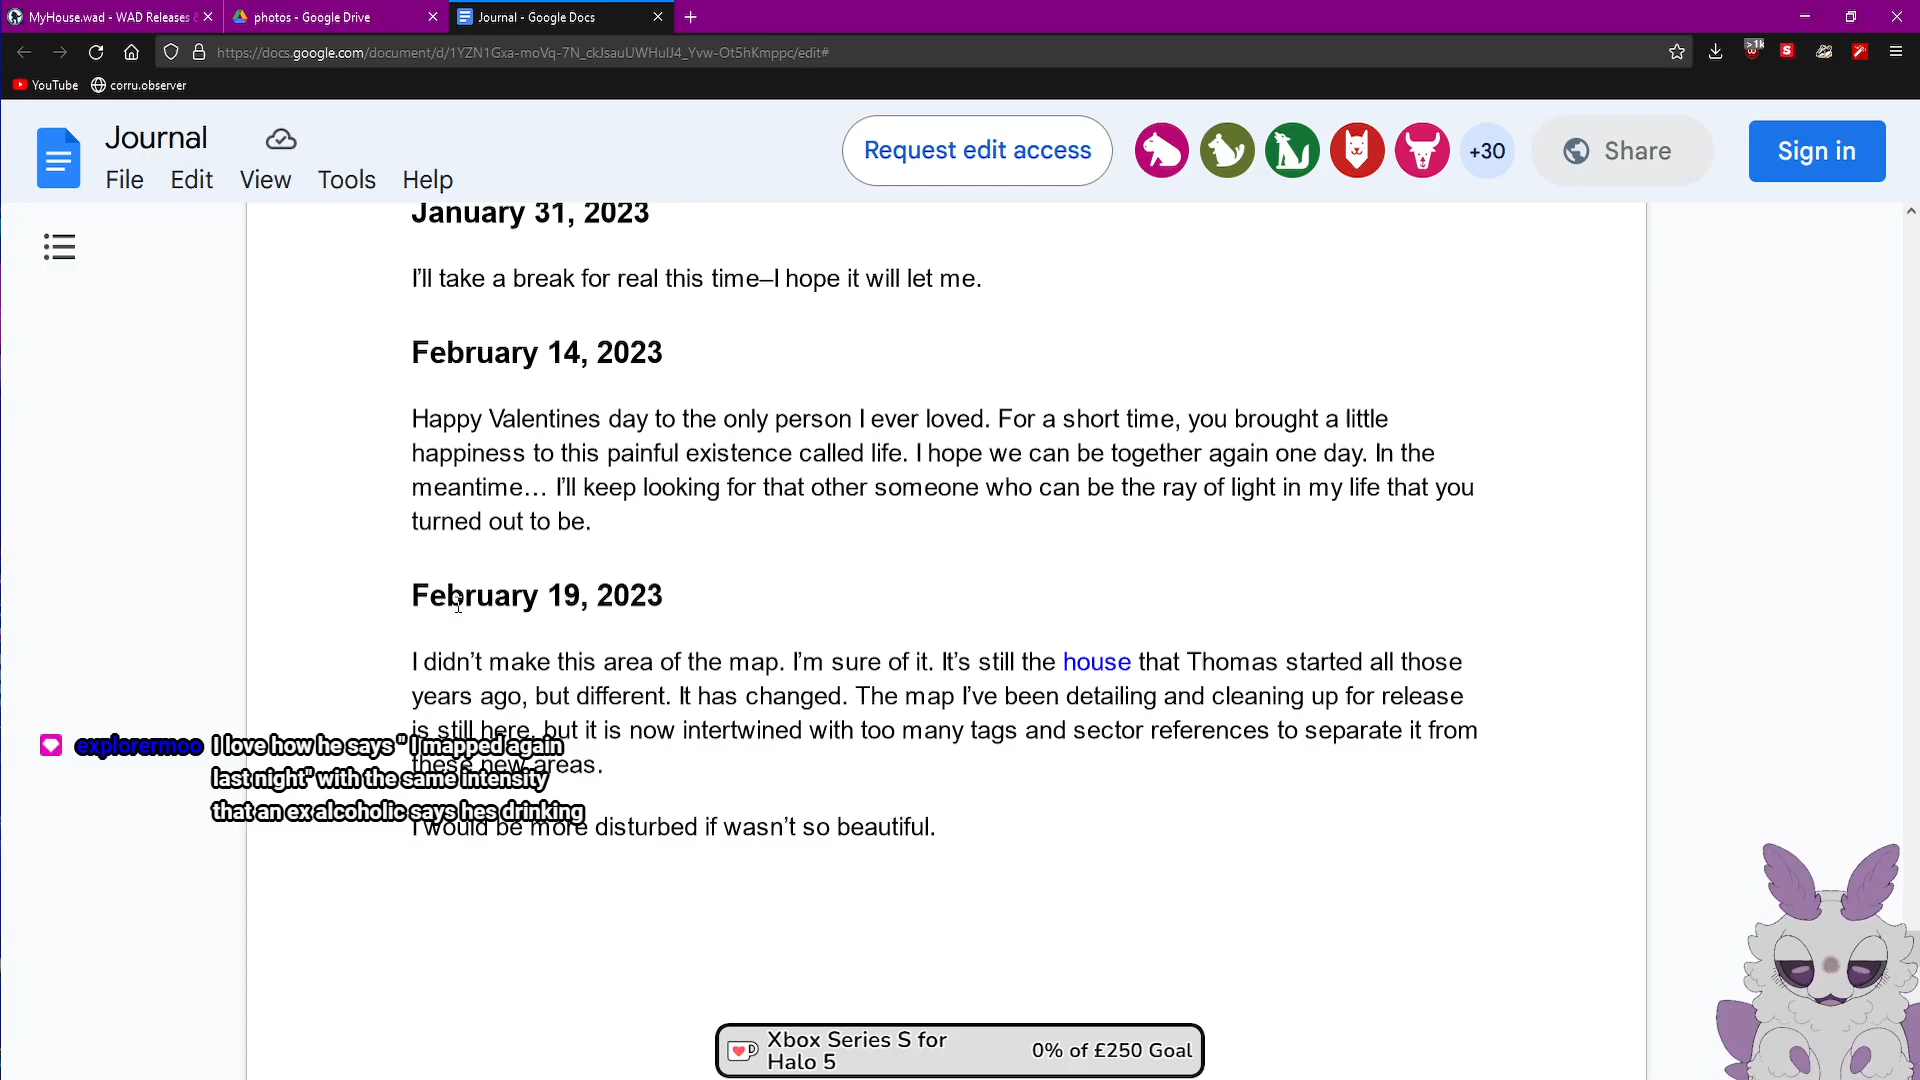 MyHouse.wad - WAD Releases &
photos - Google Drive
Journal - Google Docs
https://docs.google.com/document/d/1YZN1Gxa-moVq-7N_ckJsauUWHulJ4_Yvw-Ot5hKmppc/edit#
>1k
S
YouTube
corru.observer
Journal
Request edit access
+30
Share
Sign in
File Edit View Tools Help
January 31, 2023
I’ll take a break for real this time–I hope it will let me.
February 14, 2023
Happy Valentines day to the only person I ever loved. For a short time, you brought a little
happiness to this painful existence called life. I hope we can be together again one day. In the
meantime… I’ll keep looking for that other someone who can be the ray of light in my life that you
turned out to be.
February 19, 2023
I didn’t make this area of the map. I’m sure of it. It’s still the house that Thomas started all those
years ago, but different. It has changed. The map I’ve been detailing and cleaning up for release
is still here, but it is now intertwined with too many tags and sector references to separate it from
these new areas.
I would be more disturbed if wasn’t so beautiful.
explorermoo I love how he says " I mapped again
last night" with the same intensity
that an ex alcoholic says hes drinking
Xbox Series S for
Halo 5
0% of £250 Goal